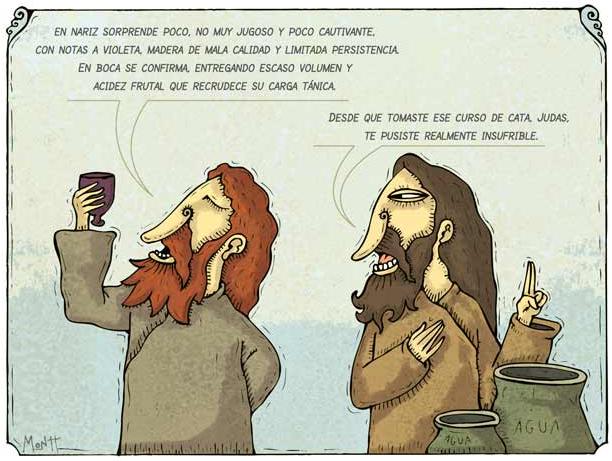 EN NARIZ SORPRENDE POCO, NO MUY JUGOSO Y POCO CAUTIVANTE,
CON NOTAS A VIOLETA, MADERA DE MALA CALIDAD Y LIMITADA PERSISTENCIA.
EN BOCA SE CONFIRMA, ENTREGANDO ESCASO VOLUMEN Y
ACIDEZ FRUTAL QUE RECRUDECE SU CARGA TÁNICA.
DESDE QUE TOMASTE ESE CURSO DE CATA, JUDAS,
TE PUSISTE REALMENTE INSUFRIBLE.
AGUA
AGUA
MONTT